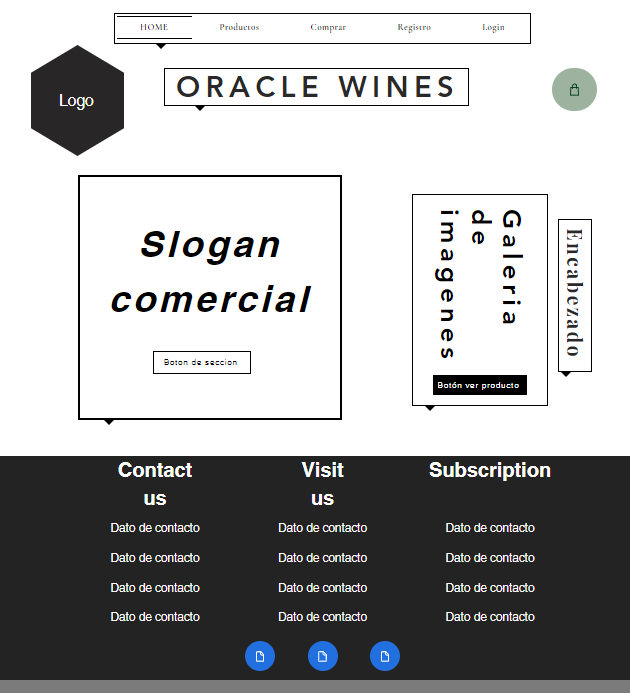 HOME Productos Comprar Registro Login
Logo
ORACLE WINES
Slogan
comercial
Boton de seccion
Galeria
de
imagenes
Botón ver producto
Encabezado
Contact
us
Dato de contacto
Dato de contacto
Dato de contacto
Dato de contacto
Visit
us
Dato de contacto
Dato de contacto
Dato de contacto
Dato de contacto
Subscription
Dato de contacto
Dato de contacto
Dato de contacto
Dato de contacto